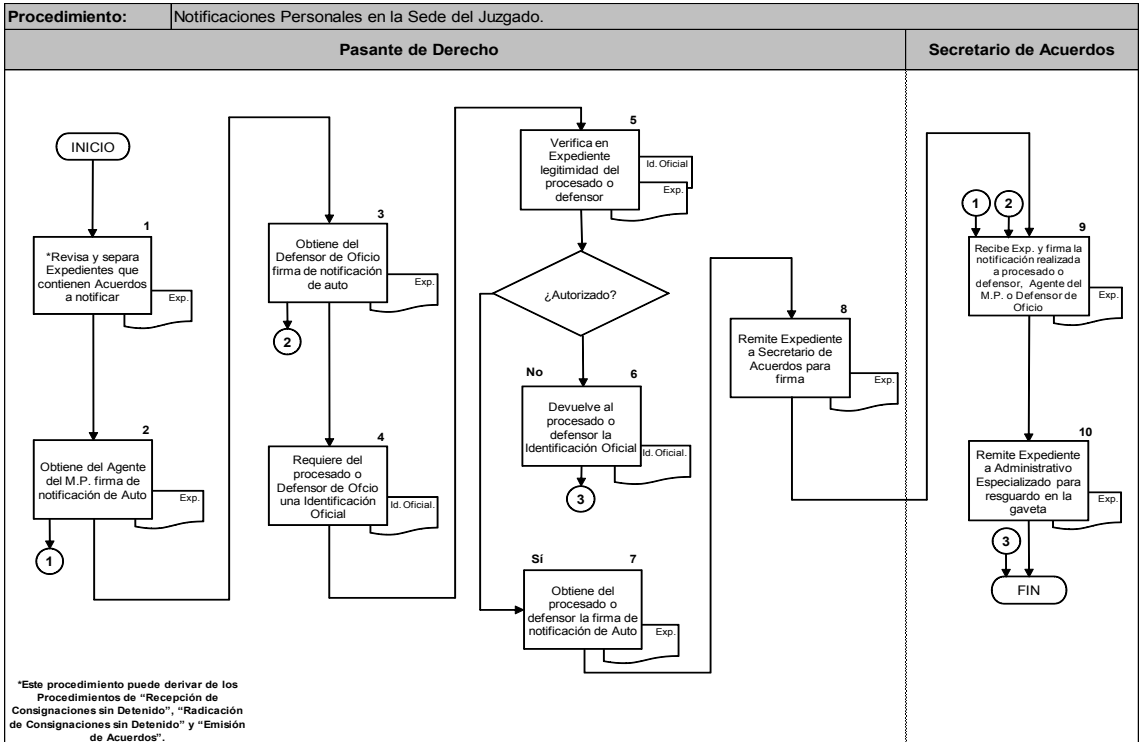 Procedimiento: Notificaciones Personales en la Sede del Juzgado.
Pasante de Derecho
Secretario de Acuerdos
INICIO
1
*Revisa y separa
Expedientes que
contienen Acuerdos
a notificar
Exp.
2
Obtiene del Agente
del M.P. firma de
notificación de Auto
Exp.
1
3
Obtiene del
Defensor de Oficio
firma de notificación
de auto
Exp.
2
4
Requiere del
procesado o
Defensor de Ofcio
una Identificación
Oficial
Id. Oficial.
5
Verifica en
Expediente
legitimidad del
procesado o
defensor
Id. Oficial
Exp.
¿Autorizado?
No
6
Devuelve al
procesado o
defensor la
Identificación Oficial
Id. Oficial.
3
Sí
7
Obtiene del
procesado o
defensor la firma de
notificación de Auto
Exp.
8
Remite Expediente
a Secretario de
Acuerdos para
firma
Exp.
1
2
9
Recibe Exp. y firma la
notificación realizada
a procesado o
defensor, Agente del
M.P. o Defensor de
Oficio
Exp.
10
Remite Expediente
a Administrativo
Especializado para
resguardo en la
gaveta
Exp.
3
FIN
*Este procedimiento puede derivar de los
Procedimientos de “Recepción de
Consignaciones sin Detenido”, “Radicación
de Consignaciones sin Detenido” y “Emisión
de Acuerdos”.